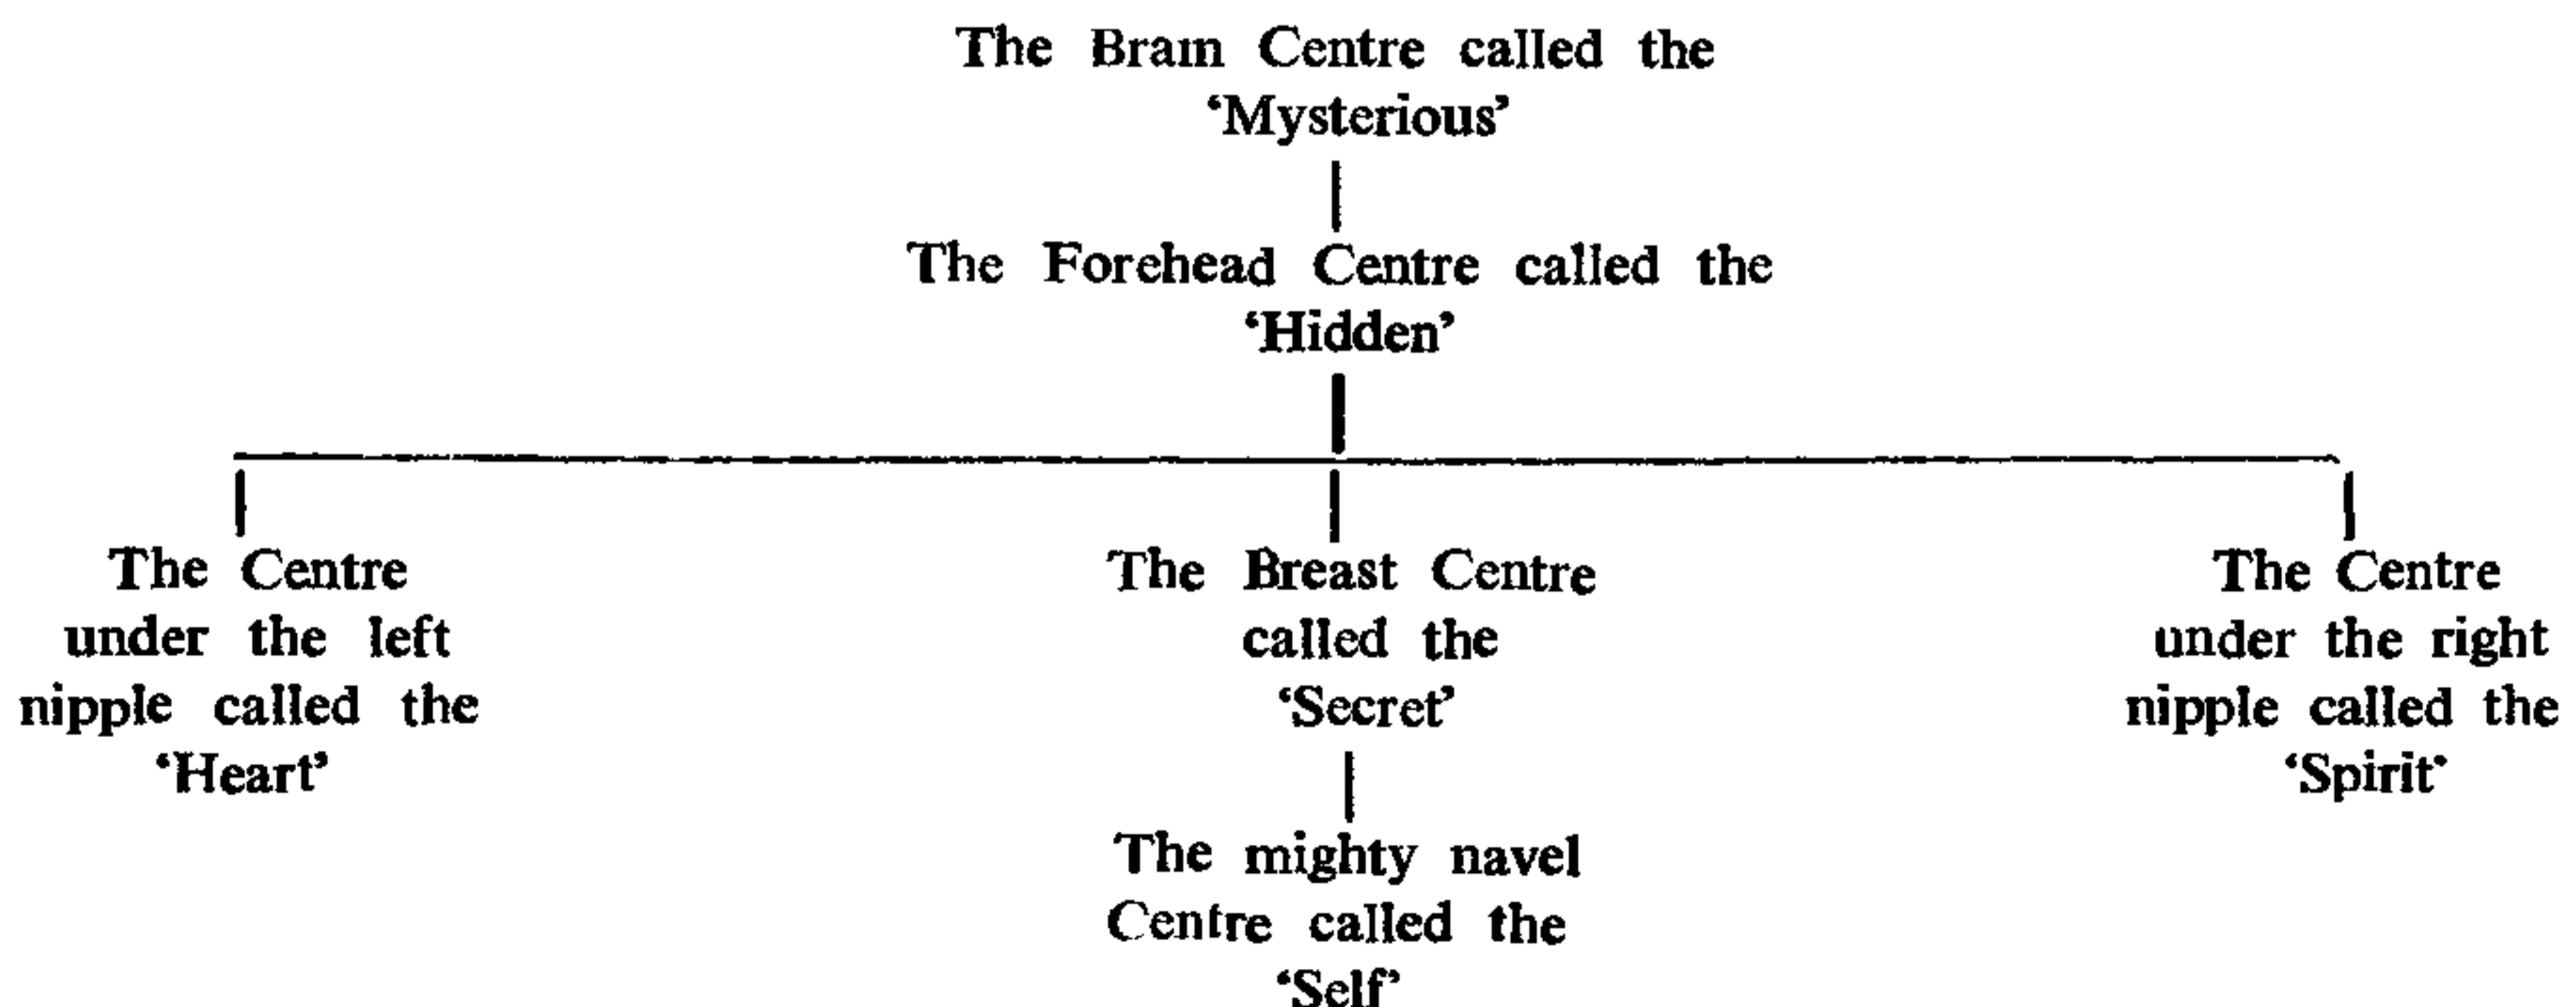 The Brain Centre called the
‘Mysterious’
The Forehead Centre called the
‘Hidden’
The Centre
under the left
nipple called the
‘Heart’
The Breast Centre
called the
‘Secret’
The Centre
under the right
nipple called the
‘Spirit’
The mighty navel
Centre called the
‘Self’